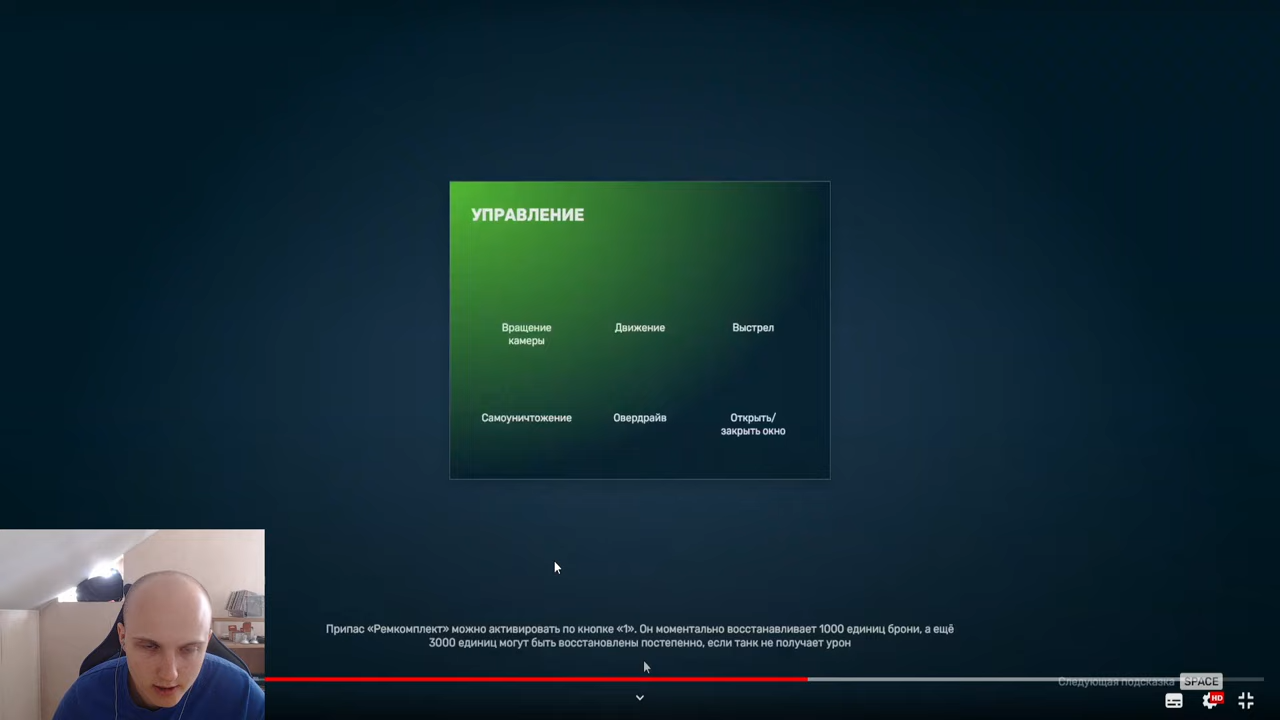 УПРАВЛЕНИЕ
Вращение
камеры
Движение
Выстрел
Самоуничтожение
Овердрайв
Открыть/
закрыть окно
Припас «Ремкомплект» можно активировать по кнопке «1». Он моментально восстанавливает 1000 единиц брони, а ещё
3000 единиц могут быть восстановлены постепенно, если танк не получает урон
Следующая подсказка SPACE
HD